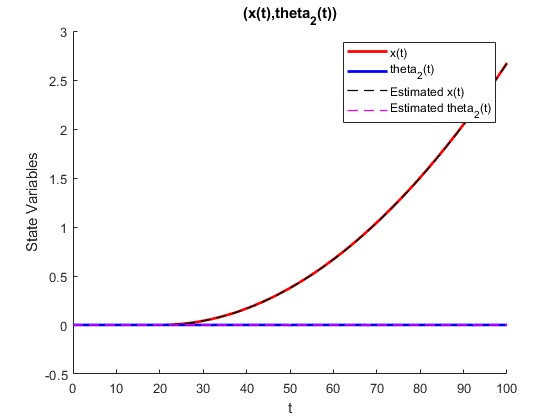 (x(t),theta2(t))
3
2.5
2
1.5
1
0.5
0
-0.5
State Variables
x(t)
theta2(t)
Estimated x(t)
Estimated theta2(t)
0 10 20 30 40 50 60 70 80 90 100
t